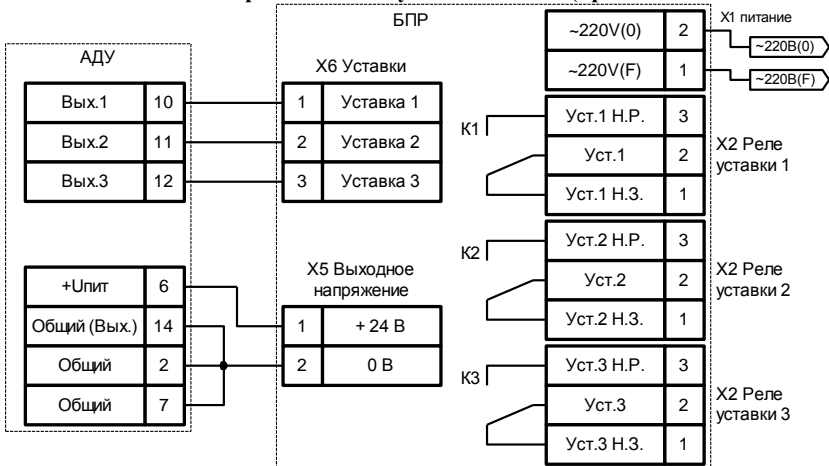 БПР
АДУ
Вых.1 10
Вых.2 11
Вых.3 12
+Uпит 6
Общий (Вых.) 14
Общий 2
Общий 7
X6 Уставки
1 Уставка 1
2 Уставка 2
3 Уставка 3
X5 Выходное
напряжение
1 + 24 В
2 0 В
~220V(0) 2
~220V(F) 1
X1 питание
~220В(0)
~220В(F)
К1
Уст.1 Н.Р. 3
Уст.1 2
Уст.1 Н.З. 1
X2 Реле
уставки 1
К2
Уст.2 Н.Р. 3
Уст.2 2
Уст.2 Н.З. 1
X2 Реле
уставки 2
К3
Уст.3 Н.Р. 3
Уст.3 2
Уст.3 Н.З. 1
X2 Реле
уставки 3